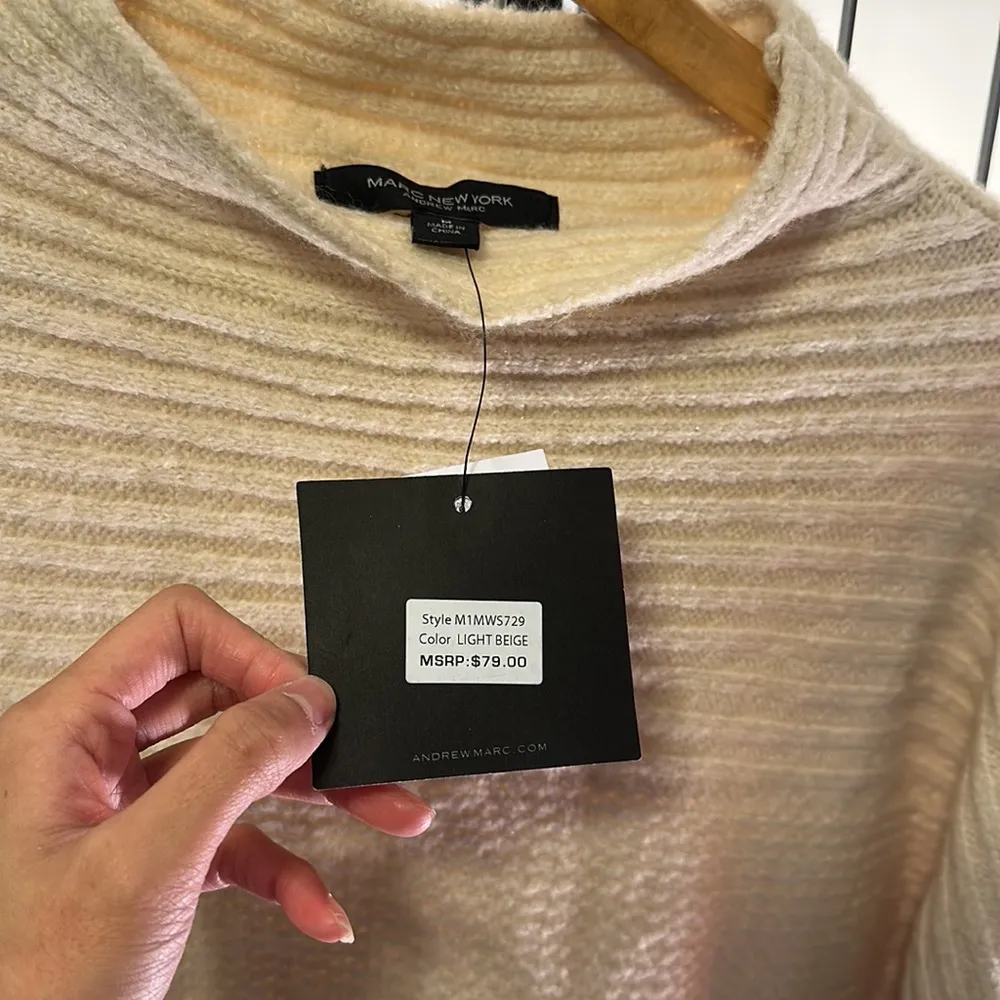 MARC NEW YORK
ANDREW MARC
M
MADE IN
CHINA
Style M1MWS729
Color LIGHT BEIGE
MSRP:$79.00
ANDREWMARC.COM